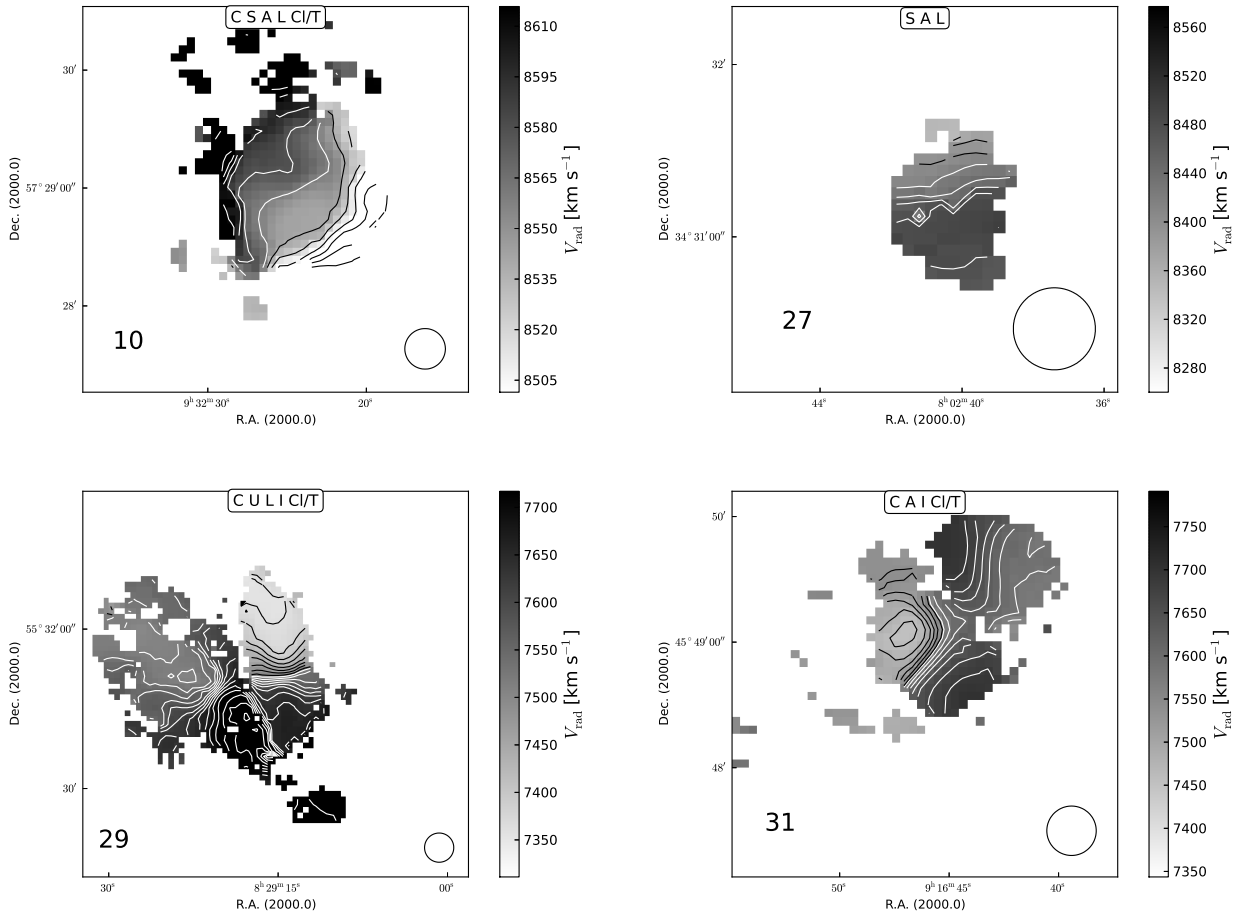 C S A L Cl/T
30′
57° 29′ 00″
28′
Dec. (2000.0)
9ʰ 32ᵐ 30ˢ
20ˢ
R.A. (2000.0)
10
8610
8595
8580
8565
8550
8535
8520
8505
V_rad [km s⁻¹]
S A L
32′
34° 31′ 00″
Dec. (2000.0)
44ˢ
8ʰ 02ᵐ 40ˢ
36ˢ
R.A. (2000.0)
27
8560
8520
8480
8440
8400
8360
8320
8280
V_rad [km s⁻¹]
C U L I Cl/T
55° 32′ 00″
30′
Dec. (2000.0)
30ˢ
8ʰ 29ᵐ 15ˢ
00ˢ
R.A. (2000.0)
29
7700
7650
7600
7550
7500
7450
7400
7350
V_rad [km s⁻¹]
C A I Cl/T
50′
45° 49′ 00″
48′
Dec. (2000.0)
50ˢ
9ʰ 16ᵐ 45ˢ
40ˢ
R.A. (2000.0)
31
7750
7700
7650
7600
7550
7500
7450
7400
7350
V_rad [km s⁻¹]